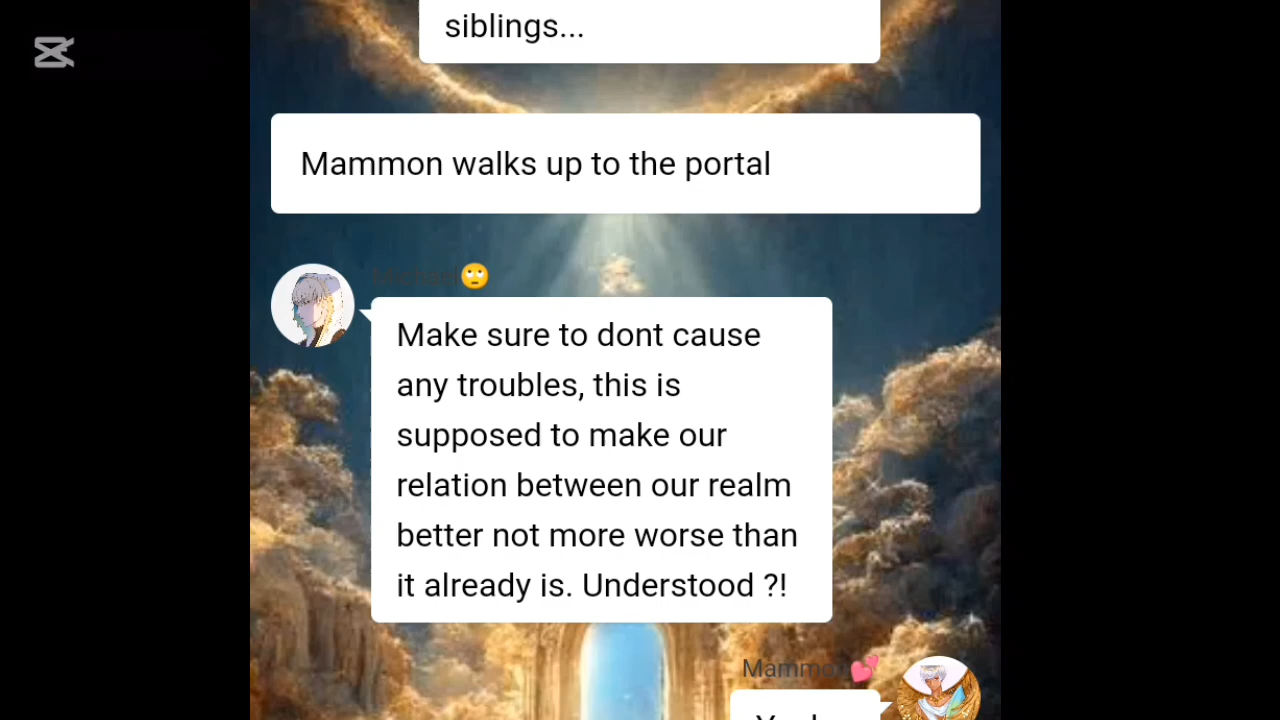 siblings...
Mammon walks up to the portal
Michael🙄
Make sure to dont cause
any troubles, this is
supposed to make our
relation between our realm
better not more worse than
it already is. Understood ?!
Mammon💕